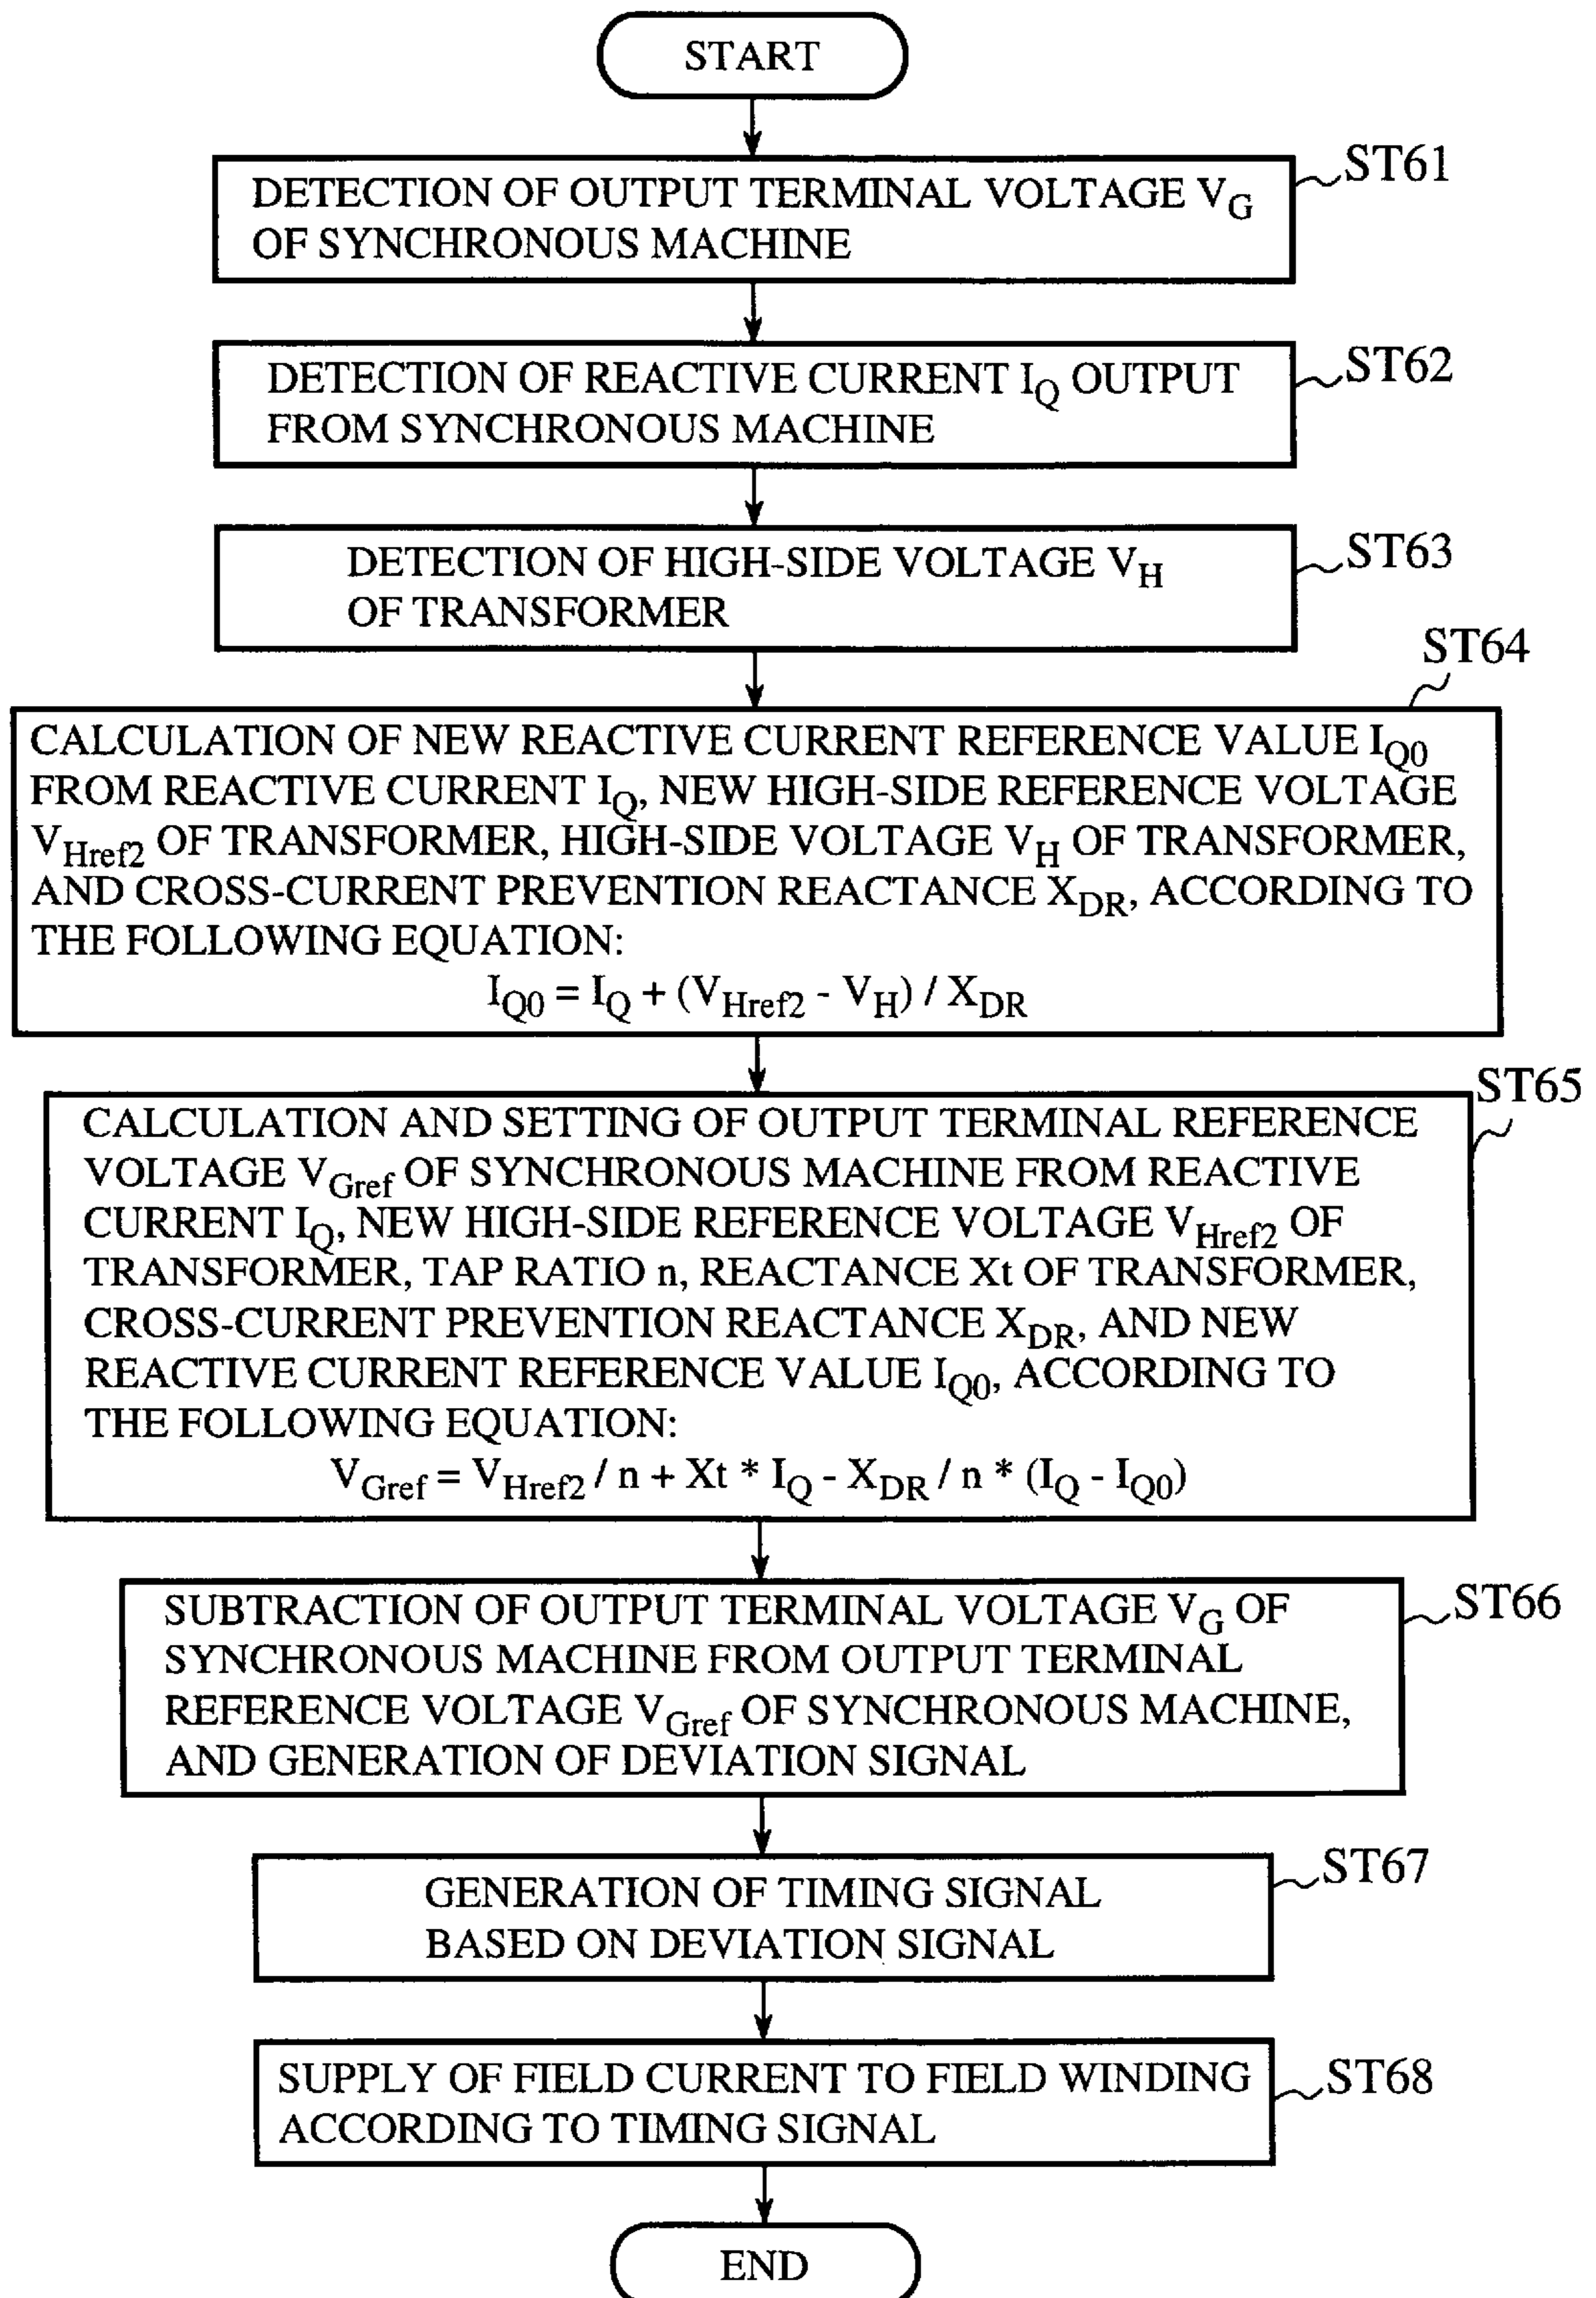 START
ST61
DETECTION OF OUTPUT TERMINAL VOLTAGE VG
OF SYNCHRONOUS MACHINE
ST62
DETECTION OF REACTIVE CURRENT IQ OUTPUT
FROM SYNCHRONOUS MACHINE
ST63
DETECTION OF HIGH-SIDE VOLTAGE VH
OF TRANSFORMER
ST64
CALCULATION OF NEW REACTIVE CURRENT REFERENCE VALUE IQ0
FROM REACTIVE CURRENT IQ, NEW HIGH-SIDE REFERENCE VOLTAGE
VHref2 OF TRANSFORMER, HIGH-SIDE VOLTAGE VH OF TRANSFORMER,
AND CROSS-CURRENT PREVENTION REACTANCE XDR, ACCORDING TO
THE FOLLOWING EQUATION:
IQ0 = IQ + (VHref2 - VH) / XDR
ST65
CALCULATION AND SETTING OF OUTPUT TERMINAL REFERENCE
VOLTAGE VGref OF SYNCHRONOUS MACHINE FROM REACTIVE
CURRENT IQ, NEW HIGH-SIDE REFERENCE VOLTAGE VHref2 OF
TRANSFORMER, TAP RATIO n, REACTANCE Xt OF TRANSFORMER,
CROSS-CURRENT PREVENTION REACTANCE XDR, AND NEW
REACTIVE CURRENT REFERENCE VALUE IQ0, ACCORDING TO
THE FOLLOWING EQUATION:
VGref = VHref2 / n + Xt * IQ - XDR / n * (IQ - IQ0)
ST66
SUBTRACTION OF OUTPUT TERMINAL VOLTAGE VG OF
SYNCHRONOUS MACHINE FROM OUTPUT TERMINAL
REFERENCE VOLTAGE VGref OF SYNCHRONOUS MACHINE,
AND GENERATION OF DEVIATION SIGNAL
ST67
GENERATION OF TIMING SIGNAL
BASED ON DEVIATION SIGNAL
ST68
SUPPLY OF FIELD CURRENT TO FIELD WINDING
ACCORDING TO TIMING SIGNAL
END